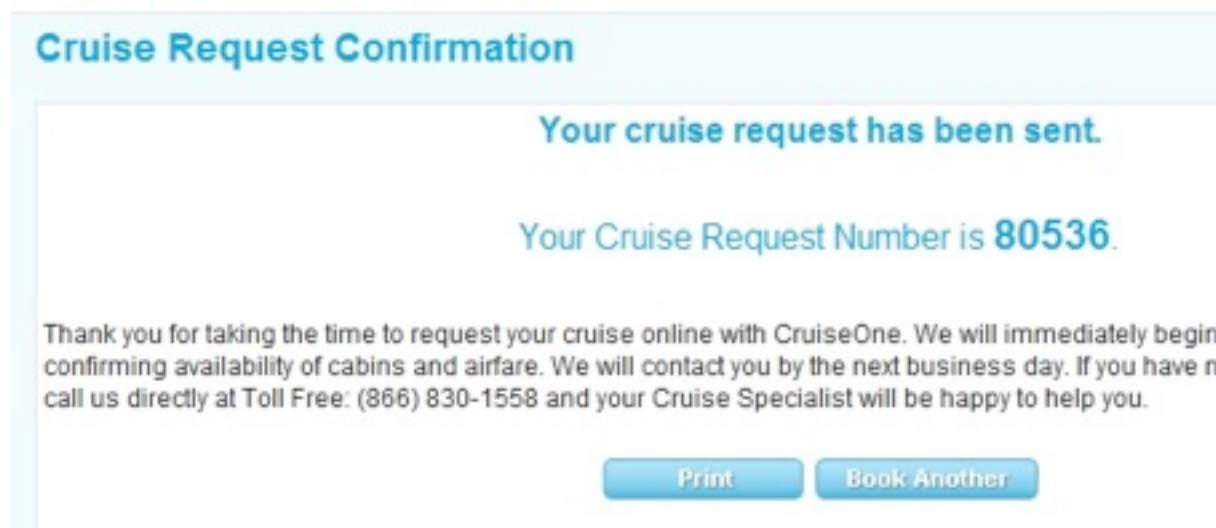 Cruise Request Confirmation
Your cruise request has been sent.
Your Cruise Request Number is 80536.
Thank you for taking the time to request your cruise online with CruiseOne. We will immediately begin
confirming availability of cabins and airfare. We will contact you by the next business day. If you have
call us directly at Toll Free: (866) 830-1558 and your Cruise Specialist will be happy to help you.
Print
Book Another